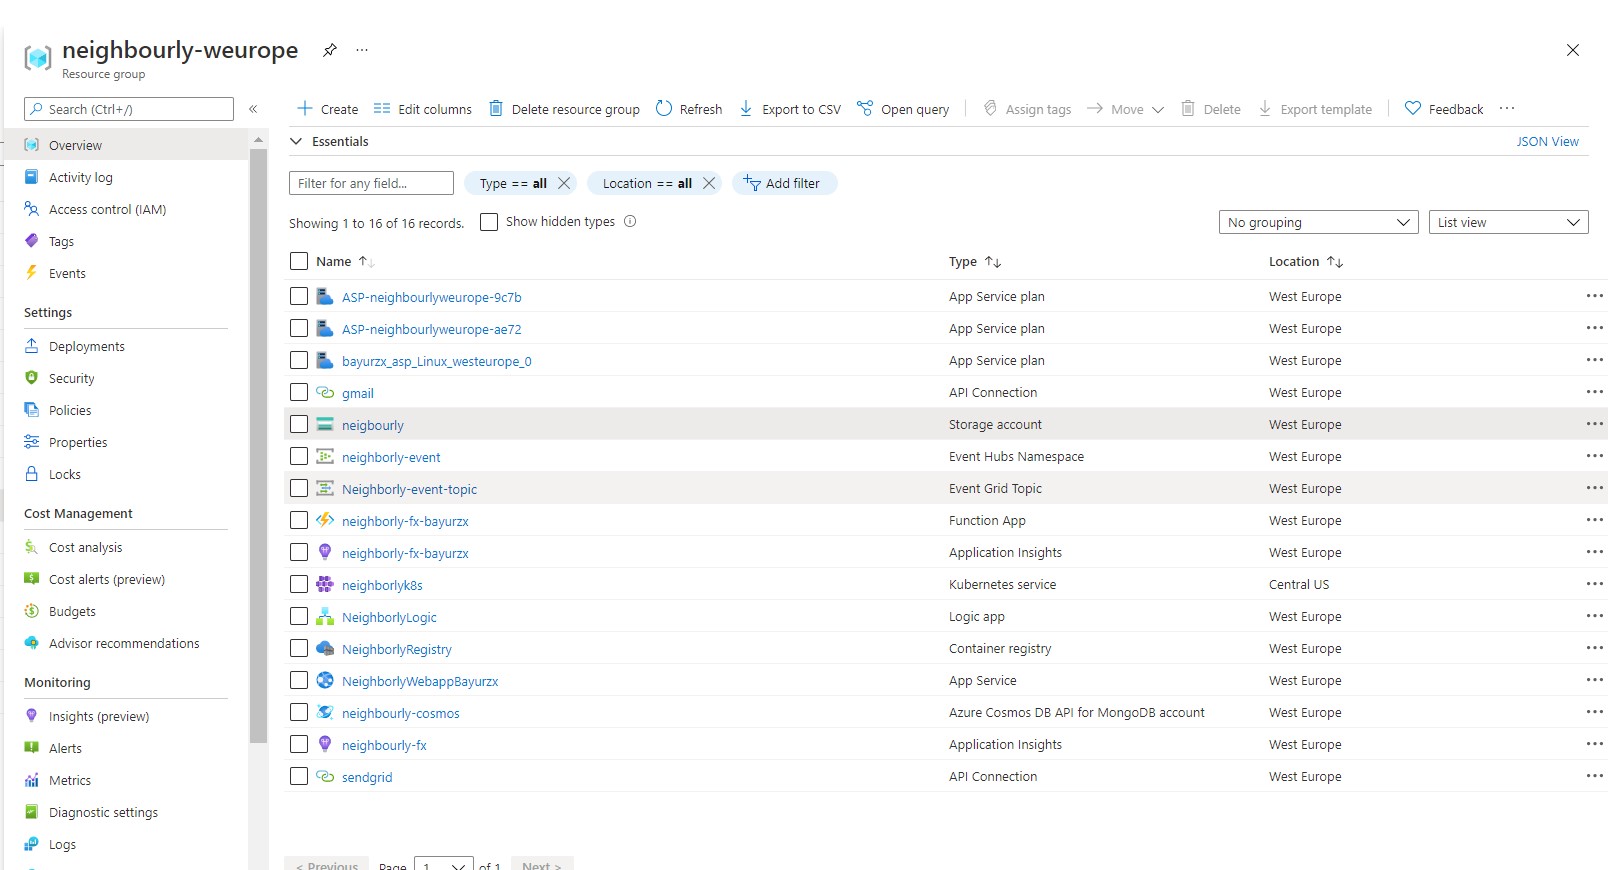 neighbourly-weurope
Resource group
Search (Ctrl+/)
Create
Edit columns
Delete resource group
Refresh
Export to CSV
Open query
Assign tags
Move
Delete
Export template
Feedback
Overview
Activity log
Access control (IAM)
Tags
Events
Settings
Deployments
Security
Policies
Properties
Locks
Cost Management
Cost analysis
Cost alerts (preview)
Budgets
Advisor recommendations
Monitoring
Insights (preview)
Alerts
Metrics
Diagnostic settings
Logs
Essentials
JSON View
Filter for any field...
Type == all
Location == all
Add filter
Showing 1 to 16 of 16 records.
Show hidden types
No grouping
List view
Name Type Location
ASP-neighbourlyweurope-9c7b App Service plan West Europe
ASP-neighbourlyweurope-ae72 App Service plan West Europe
bayurzx_asp_Linux_westeurope_0 App Service plan West Europe
gmail API Connection West Europe
neigbourly Storage account West Europe
neighborly-event Event Hubs Namespace West Europe
Neighborly-event-topic Event Grid Topic West Europe
neighborly-fx-bayurzx Function App West Europe
neighborly-fx-bayurzx Application Insights West Europe
neighborlyk8s Kubernetes service Central US
NeighborlyLogic Logic app West Europe
NeighborlyRegistry Container registry West Europe
NeighborlyWebappBayurzx App Service West Europe
neighbourly-cosmos Azure Cosmos DB API for MongoDB account West Europe
neighbourly-fx Application Insights West Europe
sendgrid API Connection West Europe
< Previous Page 1 of 1 Next >